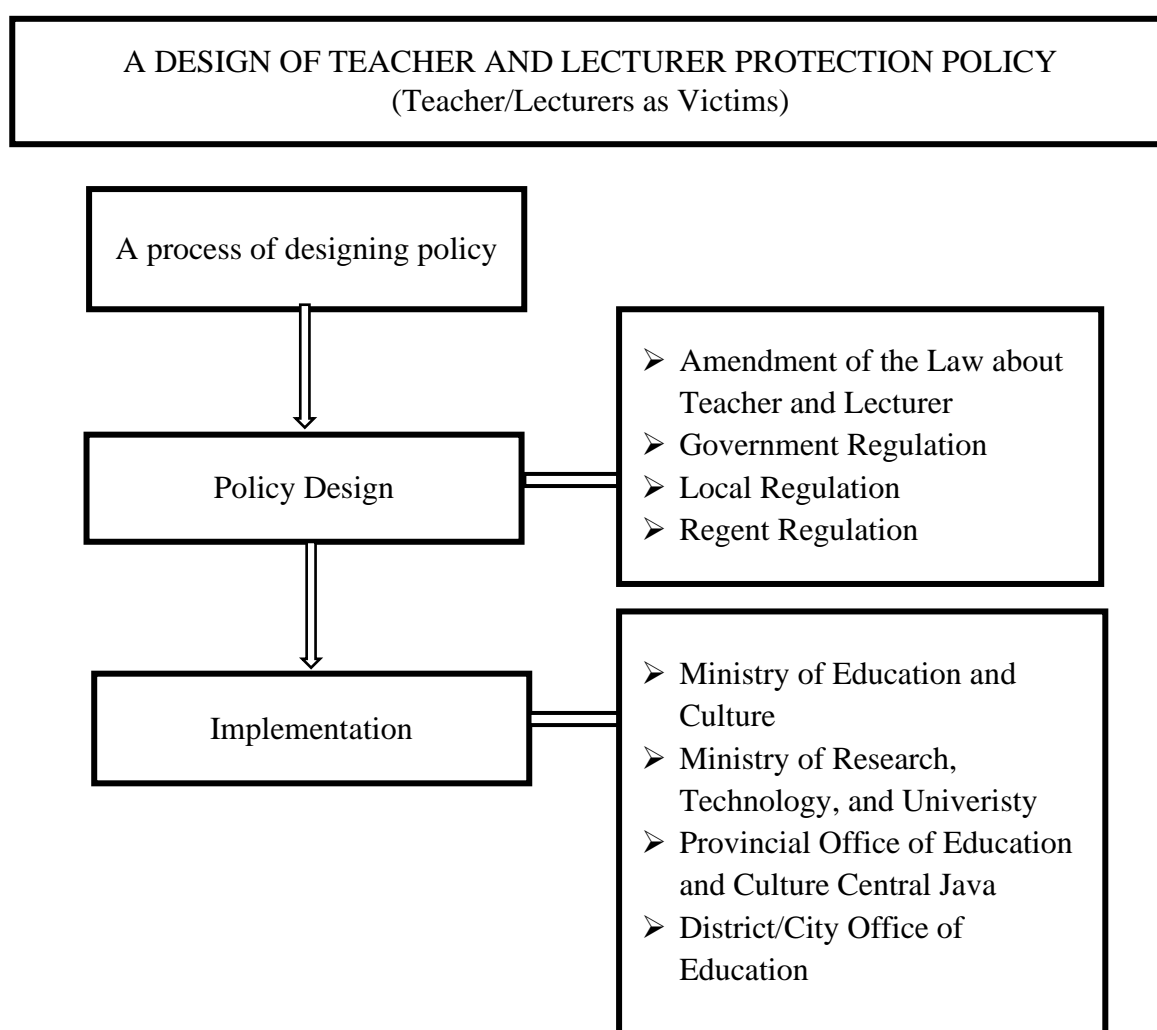 A DESIGN OF TEACHER AND LECTURER PROTECTION POLICY
(Teacher/Lecturers as Victims)
A process of designing policy
➢ Amendment of the Law about
Teacher and Lecturer
➢ Government Regulation
➢ Local Regulation
➢ Regent Regulation
Policy Design
➢ Ministry of Education and
Culture
➢ Ministry of Research,
Technology, and Univeristy
➢ Provincial Office of Education
and Culture Central Java
➢ District/City Office of
Education
Implementation